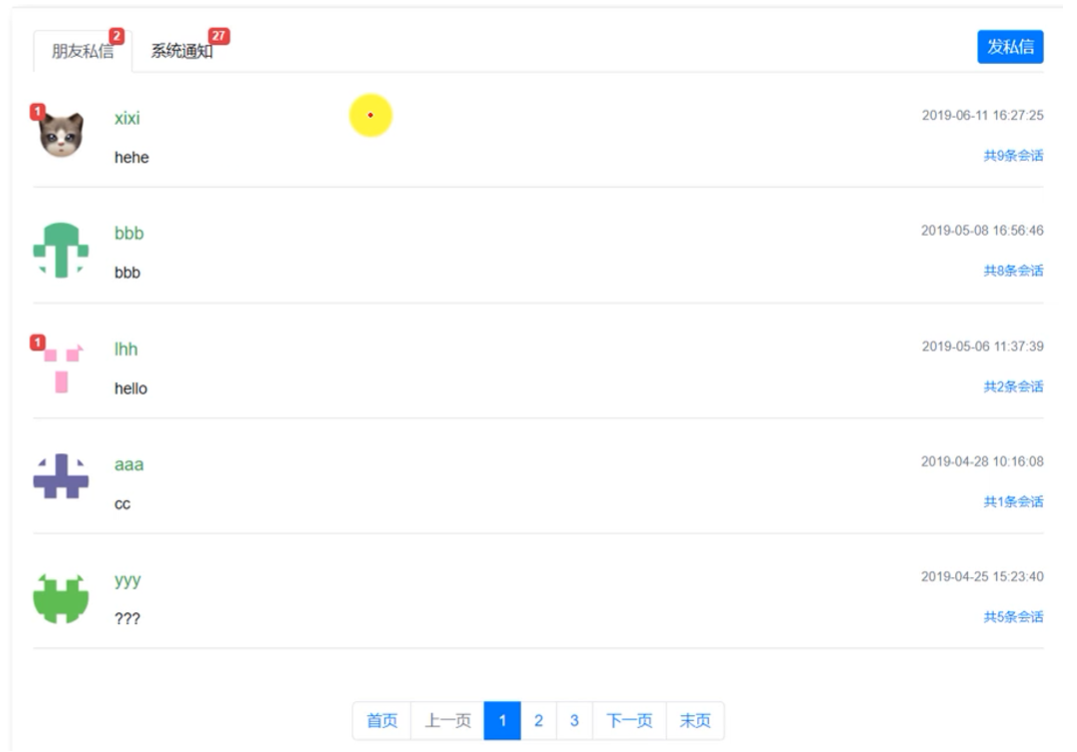 朋友私信 2 系统通知 27 发私信
1
xixi 2019-06-11 16:27:25
hehe 共9条会话
bbb 2019-05-08 16:56:46
bbb 共8条会话
1
lhh 2019-05-06 11:37:39
hello 共2条会话
aaa 2019-04-28 10:16:08
cc 共1条会话
yyy 2019-04-25 15:23:40
??? 共5条会话
首页 上一页 1 2 3 下一页 末页